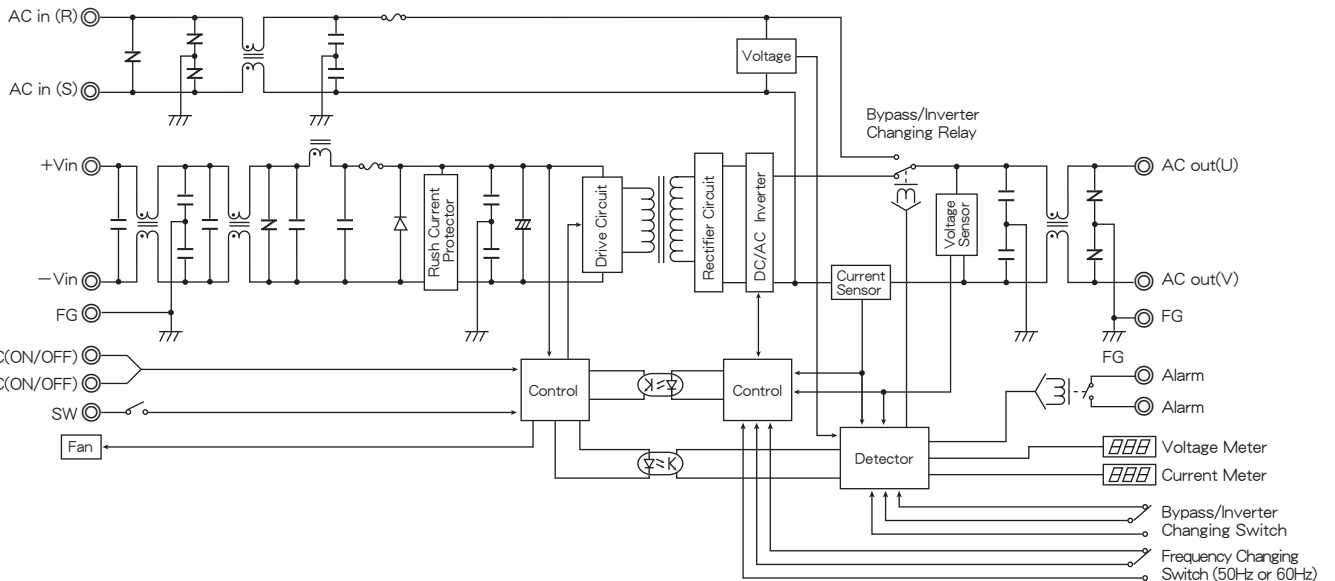 AC in (R)
Voltage
AC in (S)
Bypass/Inverter
Changing Relay
+Vin
Drive Circuit
Rectifier Circuit
DC/AC Inverter
Rush Current
Protector
Voltage
Sensor
AC out(U)
−Vin
Current
Sensor
AC out(V)
FG
FG
FG
C(ON/OFF)
C(ON/OFF)
SW
Control
Control
Alarm
Alarm
Fan
Detector
Voltage Meter
Current Meter
Bypass/Inverter
Changing Switch
Frequency Changing
Switch (50Hz or 60Hz)